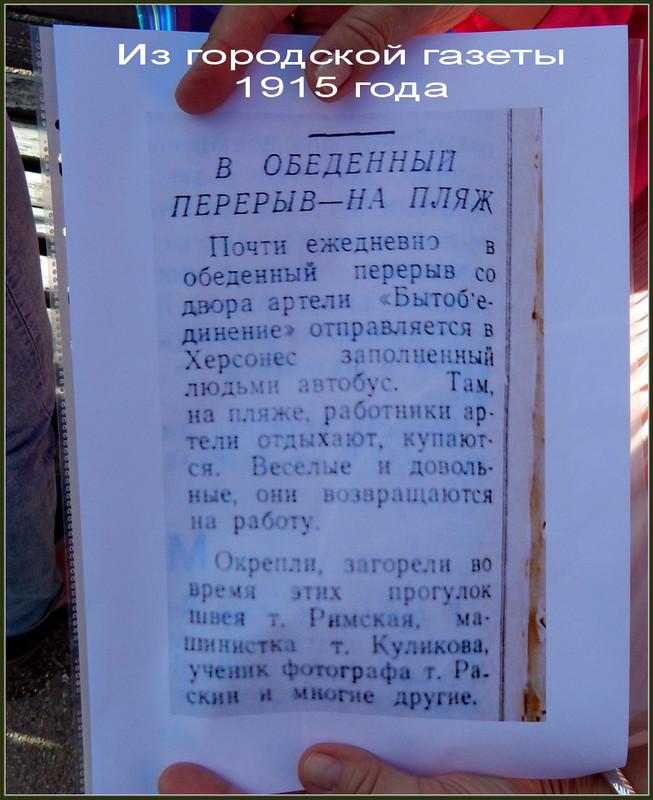 Из городской газеты
1915 года
В ОБЕДЕННЫЙ
ПЕРЕРЫВ—НА ПЛЯЖ
Почти ежедневно в
обеденный перерыв со
двора артели «Бытоб'е-
динение» отправляется в
Херсонес заполненный
людьми автобус. Там,
на пляже, работники ар-
тели отдыхают, купают-
ся. Веселые и доволь-
ные, они возвращаются
на работу.
М
Окрепли, загорели во
время этих прогулок
швея т. Римская, ма-
шинистка т. Куликова,
ученик фотографа т. Ра-
скин и многие другие.